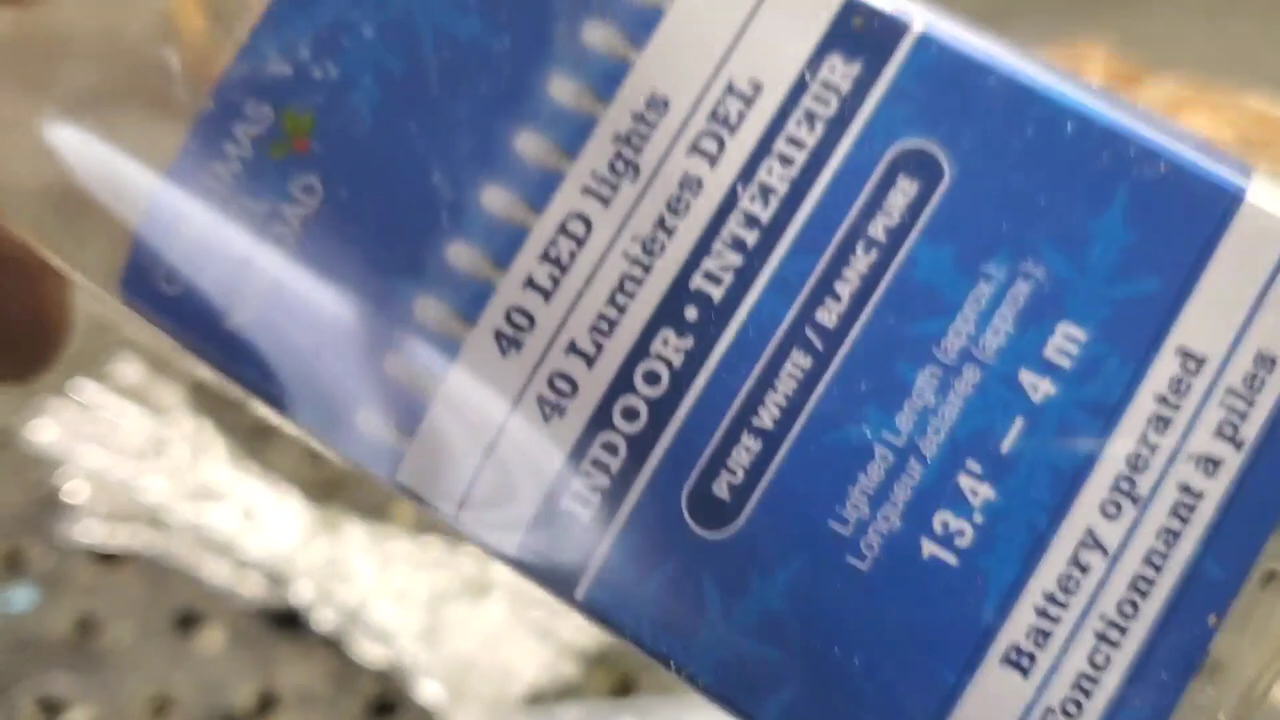 40 LED lights
40 Lumières DEL
INDOOR • INTÉRIEUR
PURE WHITE / BLANC PURE
Lighted Length (approx.):
Longueur éclairée (approx.):
13.4' – 4 m
Battery operated
Fonctionnant à piles